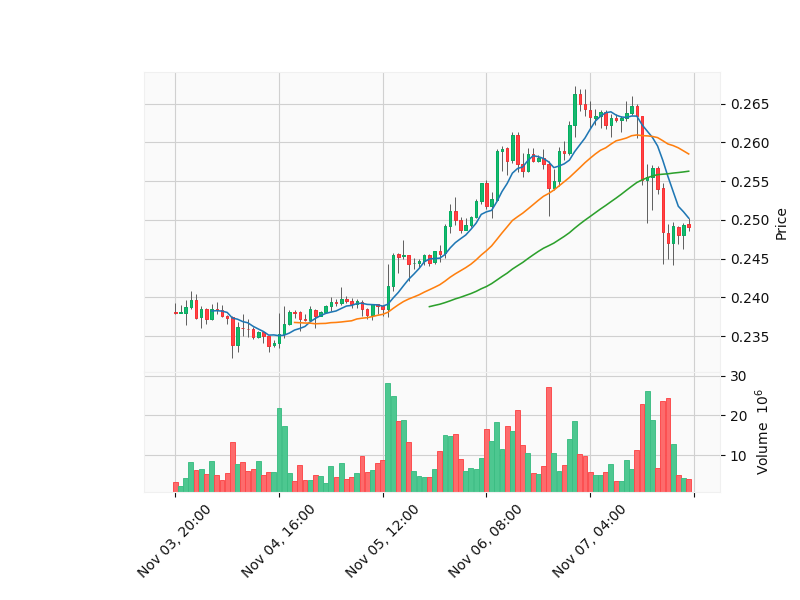 0.265
0.260
0.255
0.250
0.245
0.240
0.235
Price
30
20
10
Volume 10⁶
Nov 03, 20:00
Nov 04, 16:00
Nov 05, 12:00
Nov 06, 08:00
Nov 07, 04:00